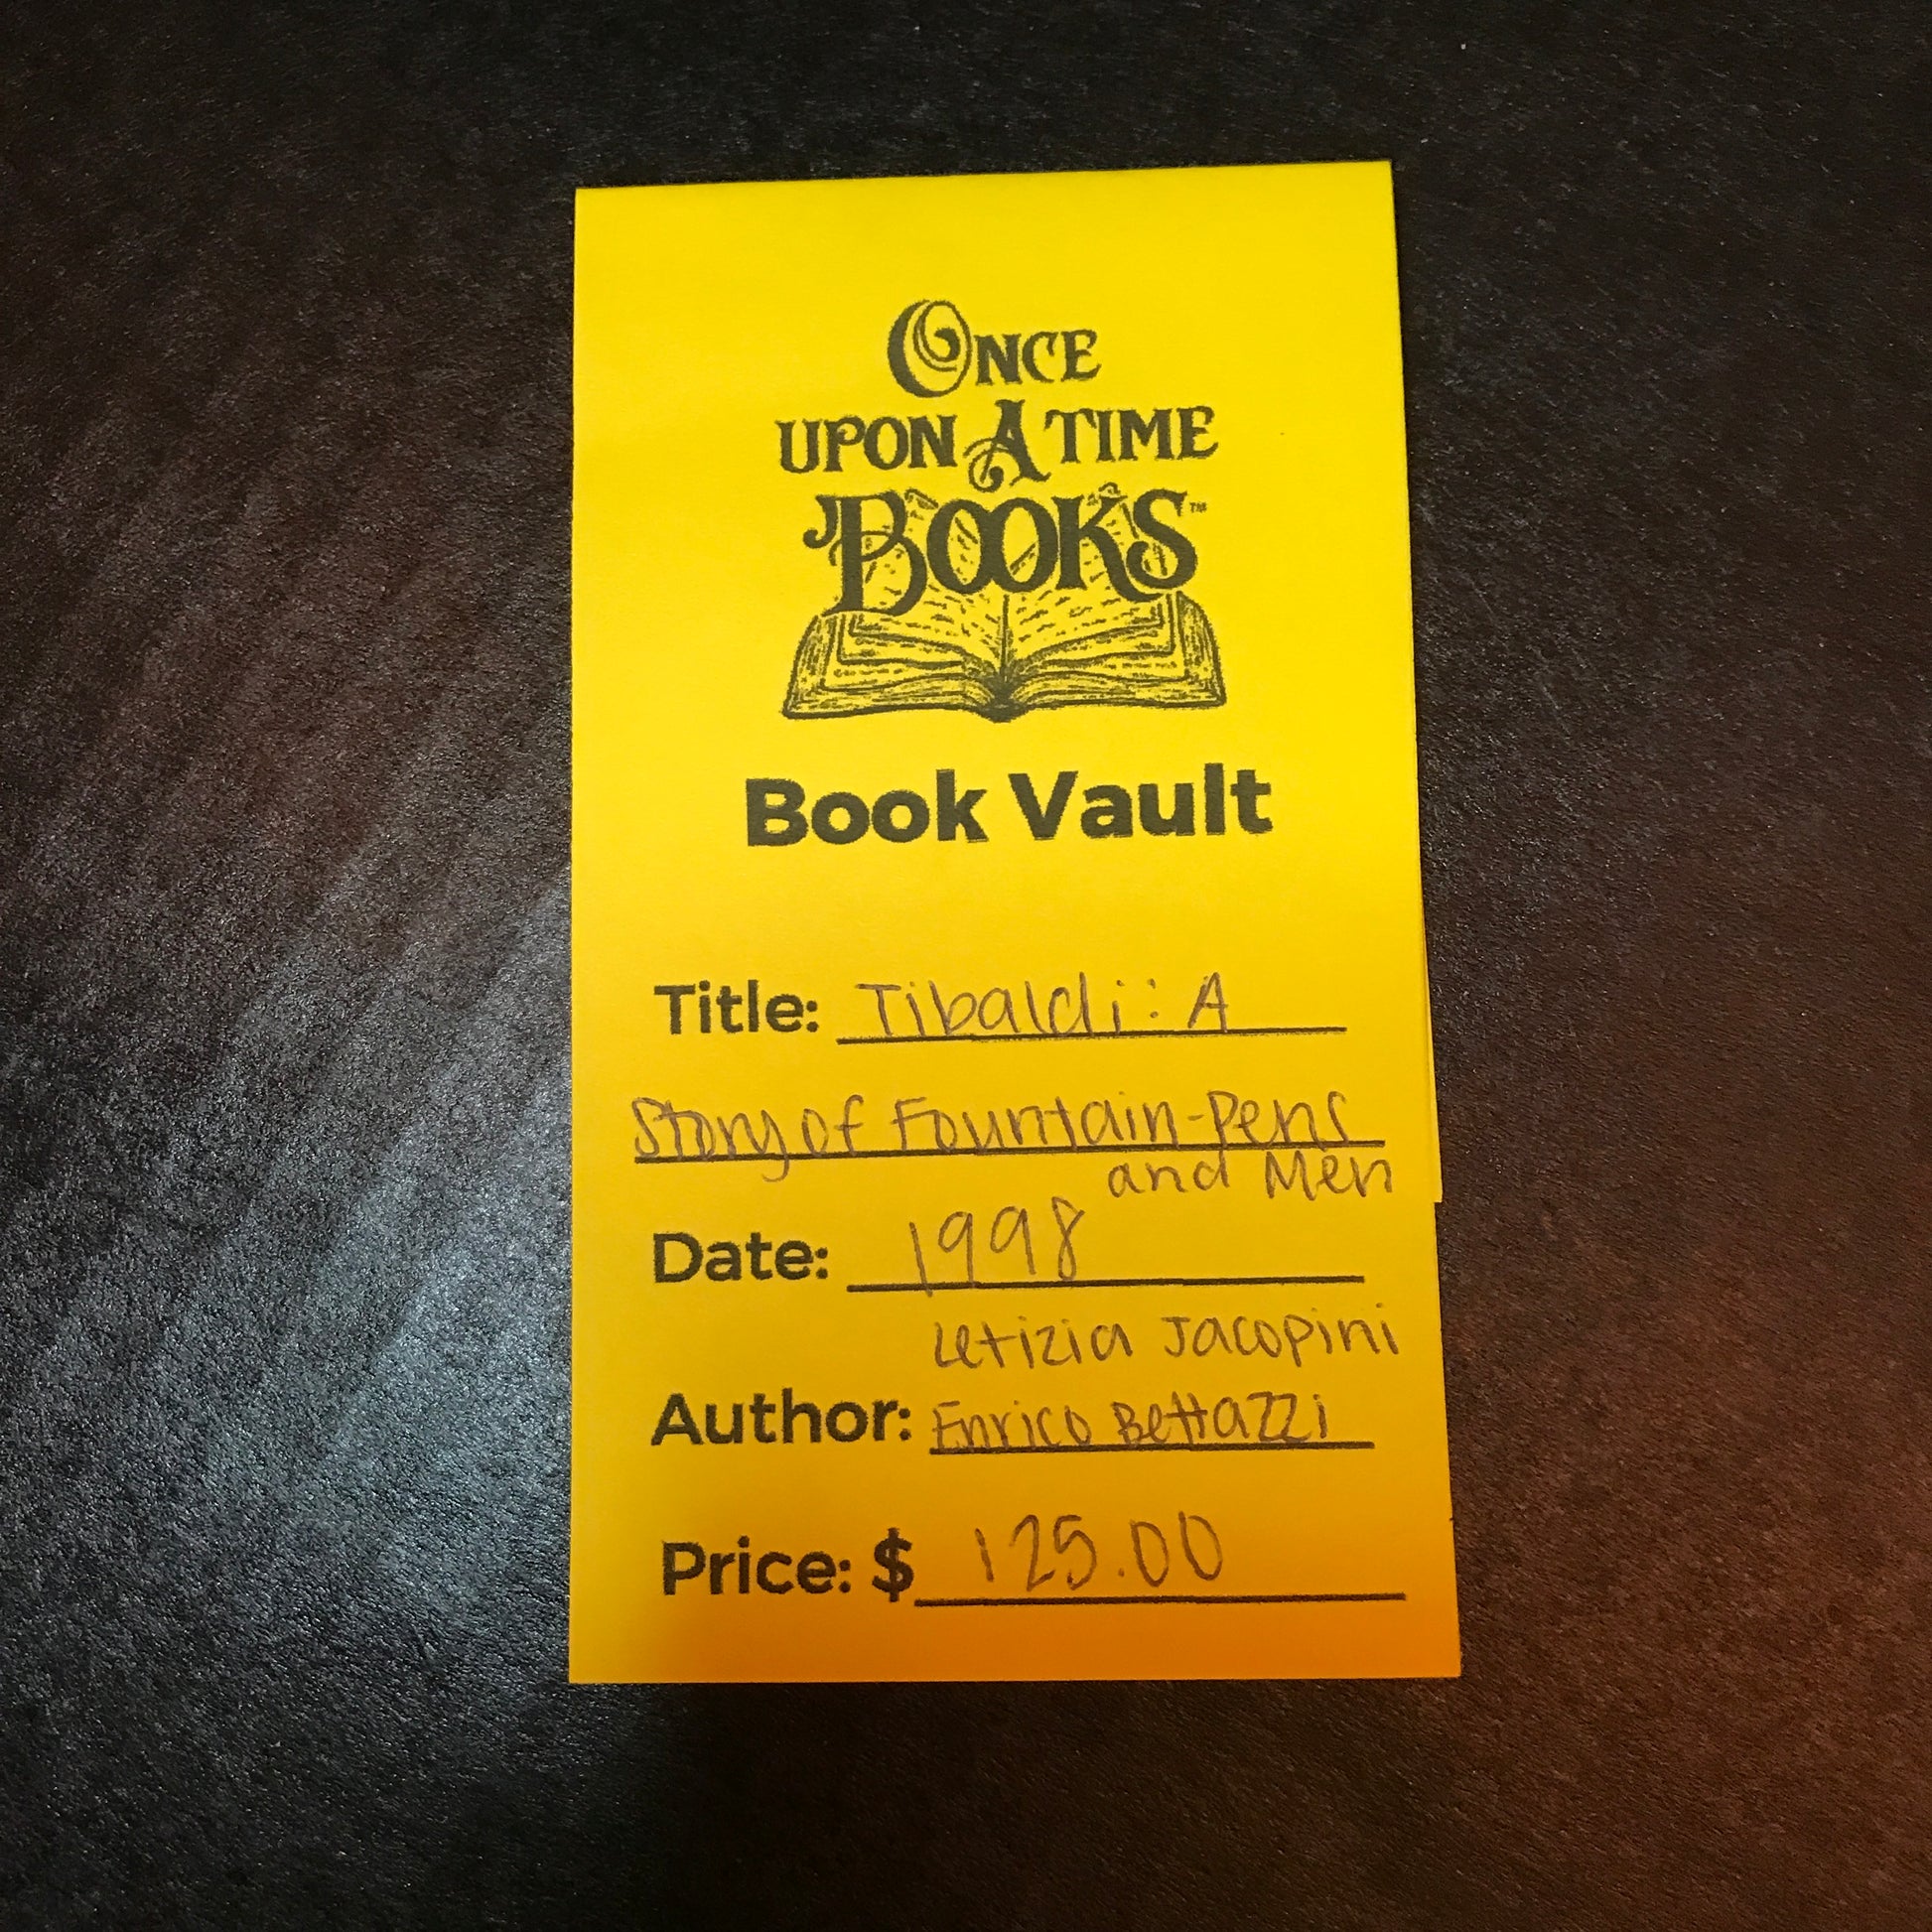 ONCE
UPON A TIME
BOOKS™
Book Vault
Title: Tibaldi: A
Story of Fountain-Pens
and Men
Date: 1998
Letizia Jacopini
Author: Enrico Bettazzi
Price: $ 125.00